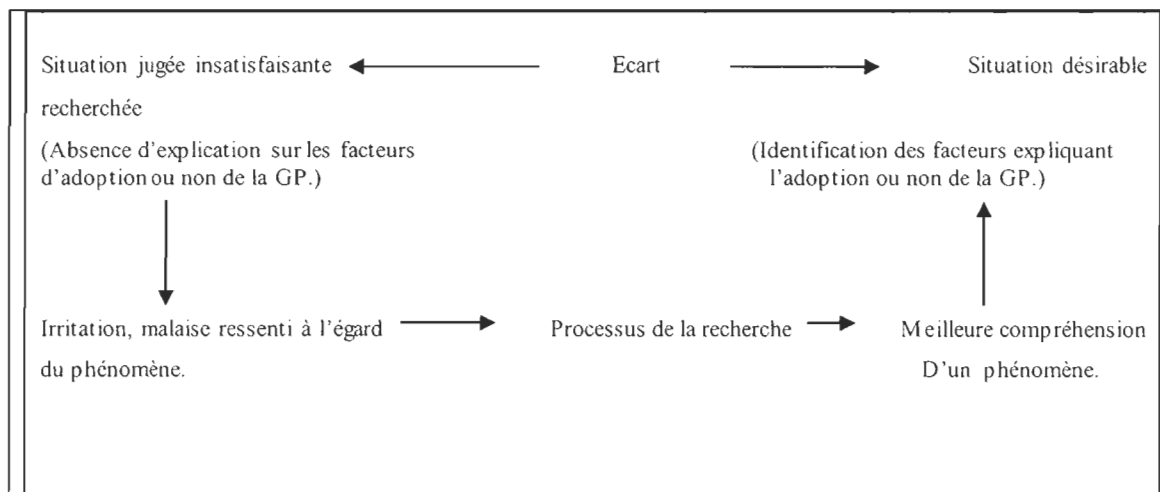 Situation jugée insatisfaisante Ecart Situation désirable
recherchée
(Absence d'explication sur les facteurs
d'adoption ou non de la GP.)
(Identification des facteurs expliquant
l'adoption ou non de la GP.)
Irritation, malaise ressenti à l'égard
du phénomène.
Processus de la recherche
Meilleure compréhension
D'un phénomène.